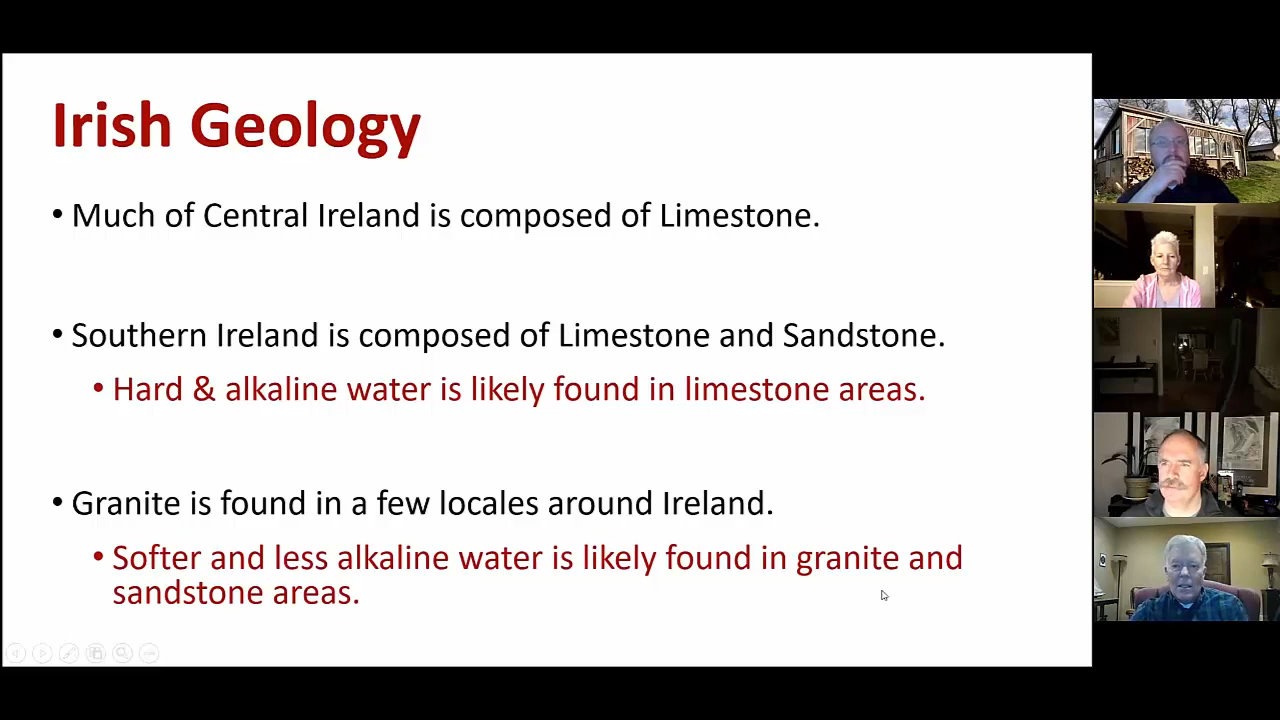 Irish Geology
• Much of Central Ireland is composed of Limestone.
• Southern Ireland is composed of Limestone and Sandstone.
• Hard & alkaline water is likely found in limestone areas.
• Granite is found in a few locales around Ireland.
• Softer and less alkaline water is likely found in granite and
sandstone areas.